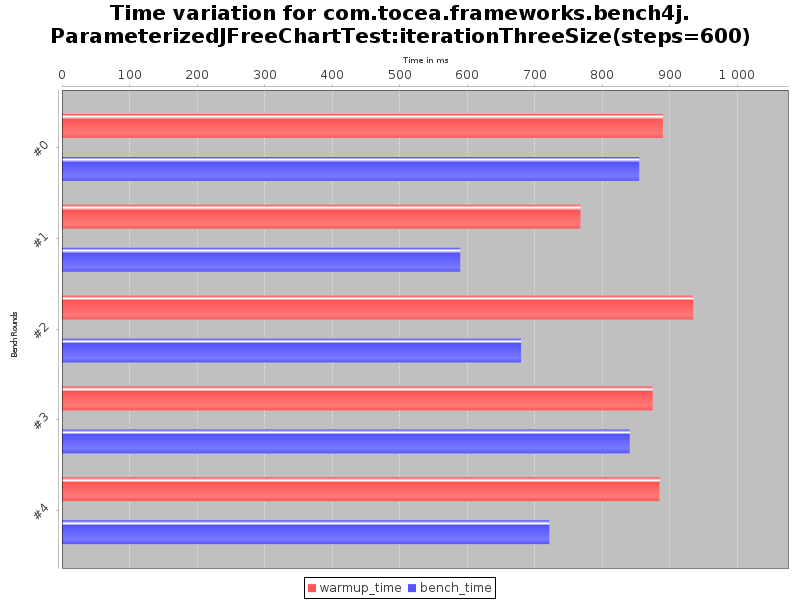 Time variation for com.tocea.frameworks.bench4j.
ParameterizedJFreeChartTest:iterationThreeSize(steps=600)
Time in ms
0 100 200 300 400 500 600 700 800 900 1 000
#0
#1
#2
#3
#4
Bench Rounds
warmup_time bench_time